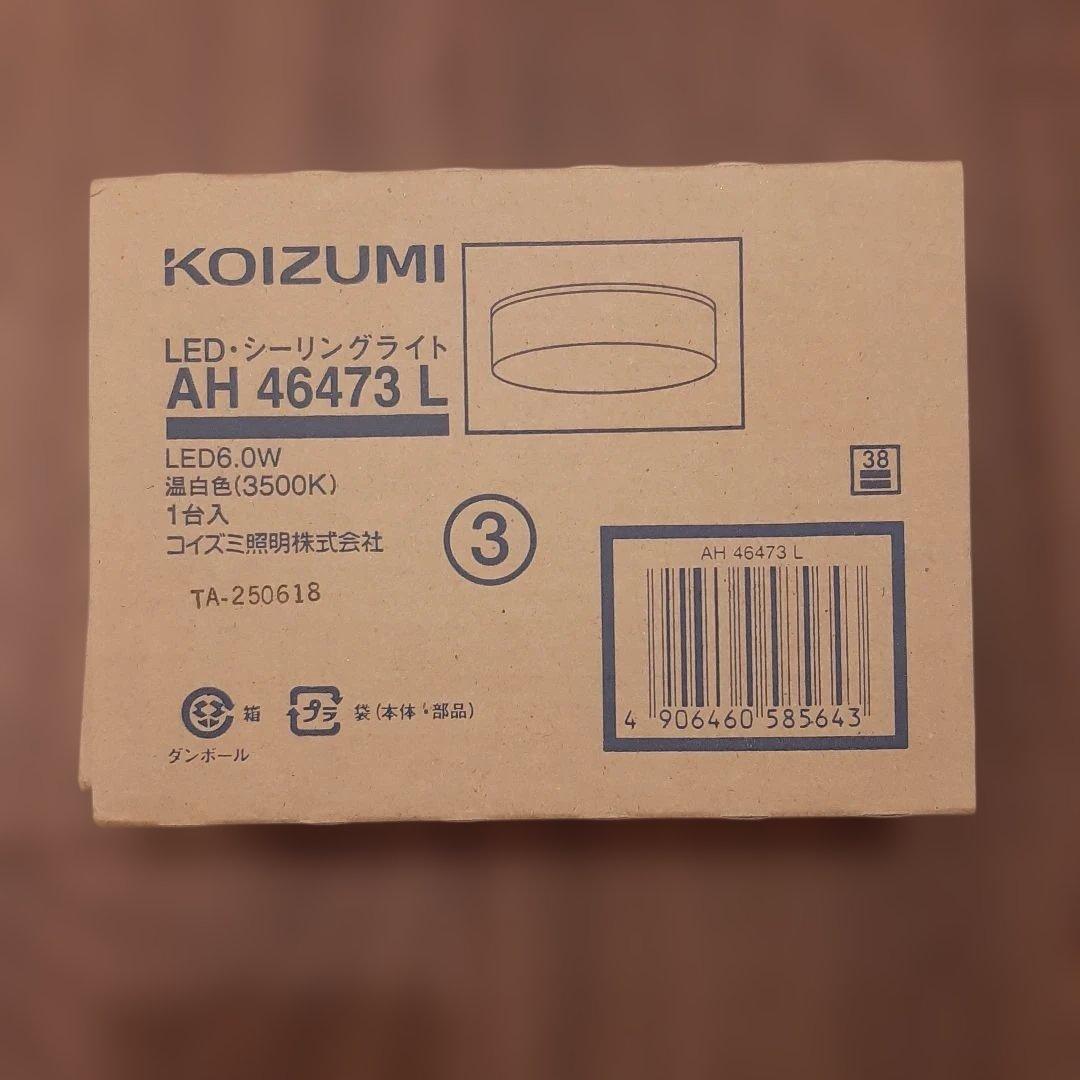 KOIZUMI
LED・シーリングライト
AH 46473 L
LED6.0W
温白色(3500K)
1台入
コイズミ照明株式会社
3
38
TA-250618
AH 46473 L
4 906460 585643
箱
プラ
袋(本体・部品)
ダンボール